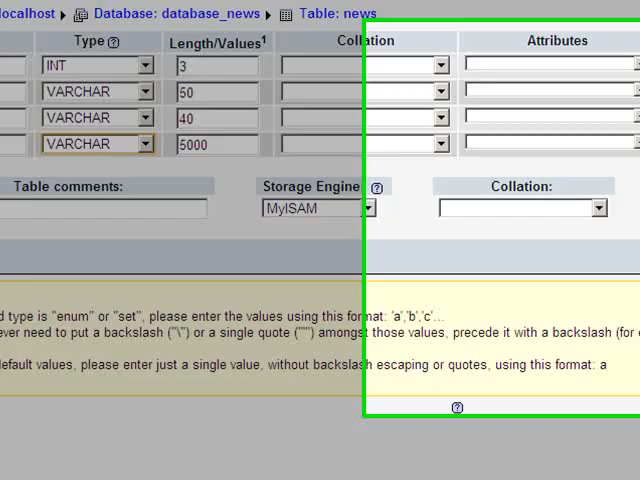 localhost Database: database_news Table: news
Type Length/Values1 Collation Attributes
INT 3
VARCHAR 50
VARCHAR 40
VARCHAR 5000
Table comments: Storage Engine: Collation:
MyISAM
d type is "enum" or "set", please enter the values using this format: 'a','b','c'...
ever need to put a backslash ("\") or a single quote ("'") amongst those values, precede it with a backslash (for e
default values, please enter just a single value, without backslash escaping or quotes, using this format: a